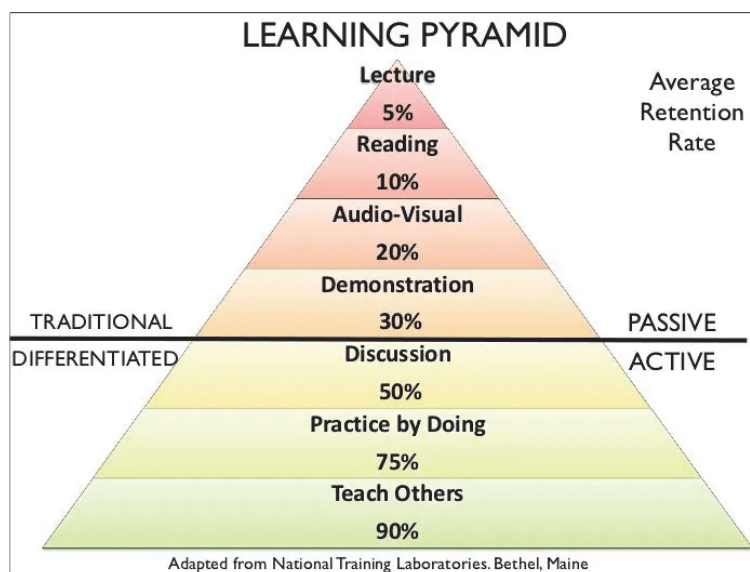 LEARNING PYRAMID
Lecture
5%
Average
Retention
Rate
Reading
10%
Audio-Visual
20%
Demonstration
30%
TRADITIONAL
PASSIVE
DIFFERENTIATED
ACTIVE
Discussion
50%
Practice by Doing
75%
Teach Others
90%
Adapted from National Training Laboratories. Bethel, Maine